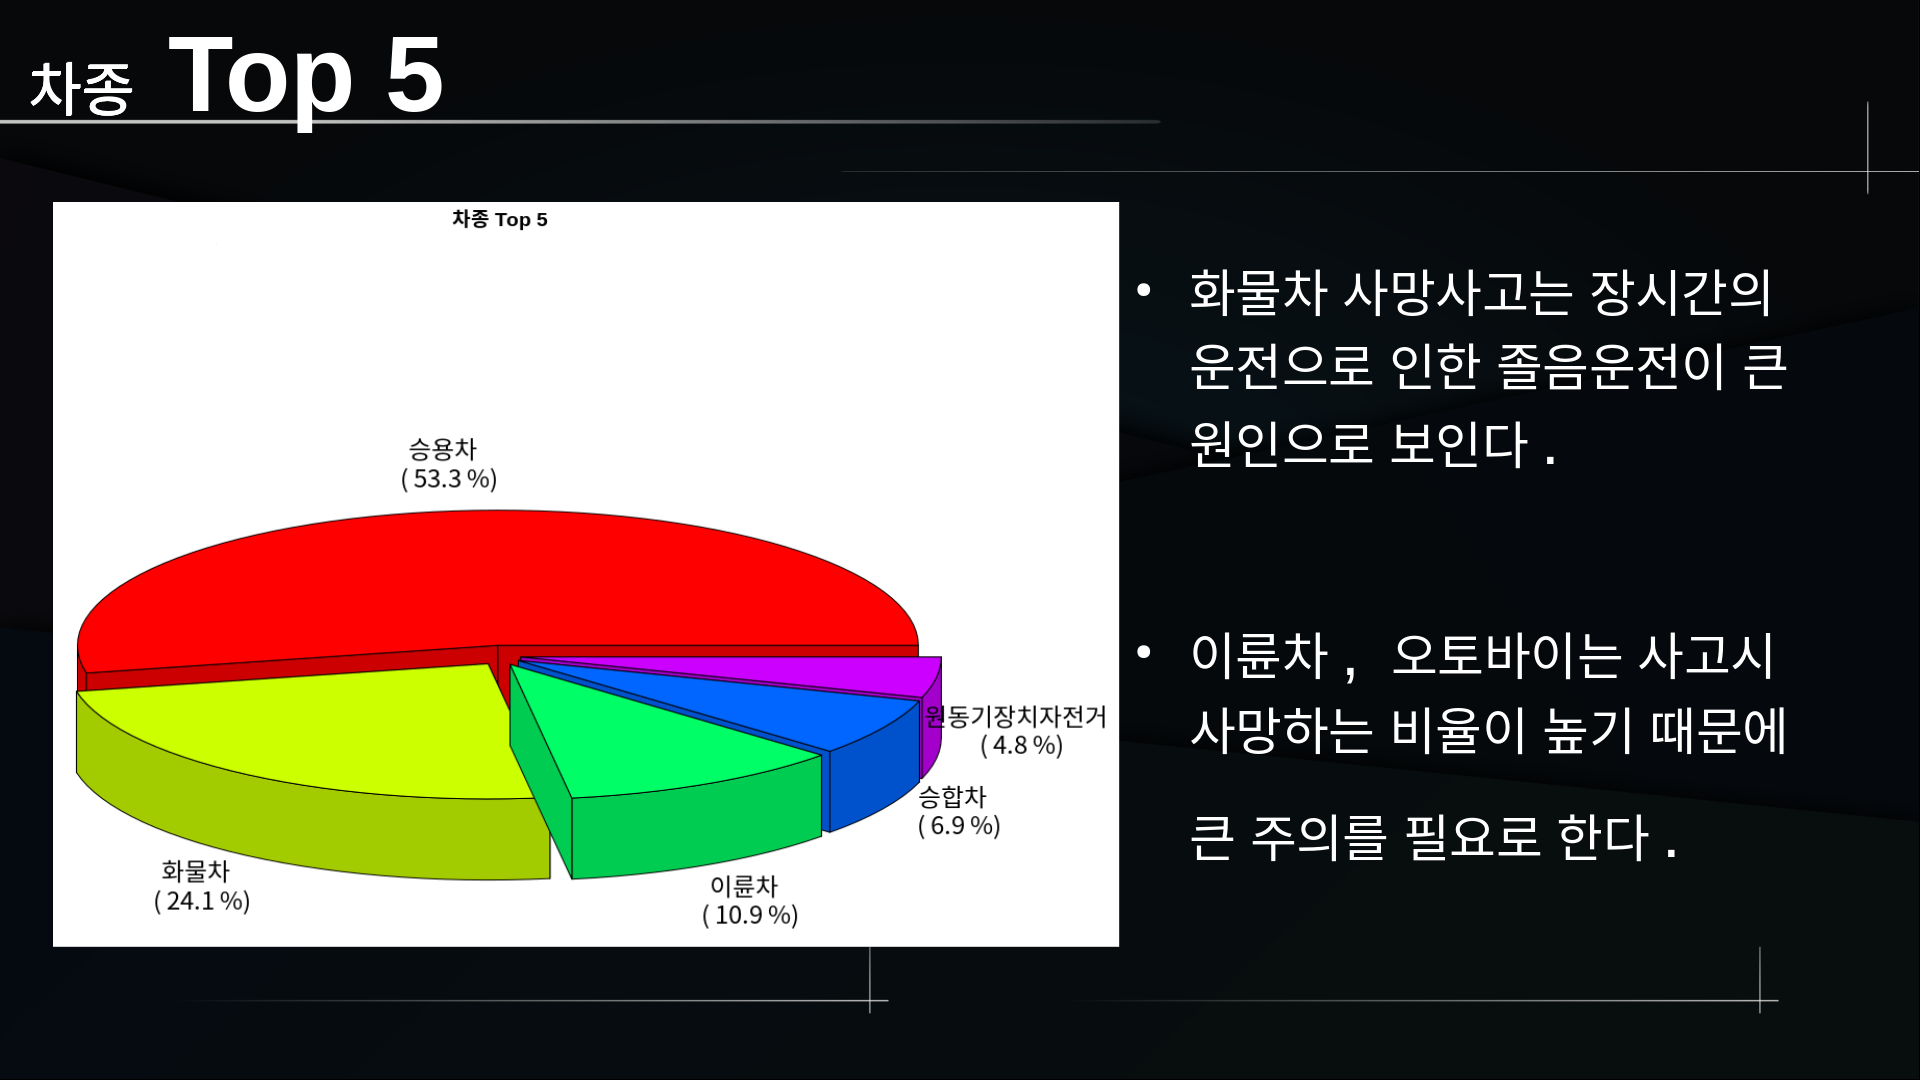 차종 Top 5
차종 Top 5
승용차
( 53.3 %)
원동기장치자전거
( 4.8 %)
승합차
( 6.9 %)
화물차
( 24.1 %)
이륜차
( 10.9 %)
• 화물차 사망사고는 장시간의
운전으로 인한 졸음운전이 큰
원인으로 보인다 .
• 이륜차 , 오토바이는 사고시
사망하는 비율이 높기 때문에
큰 주의를 필요로 한다 .